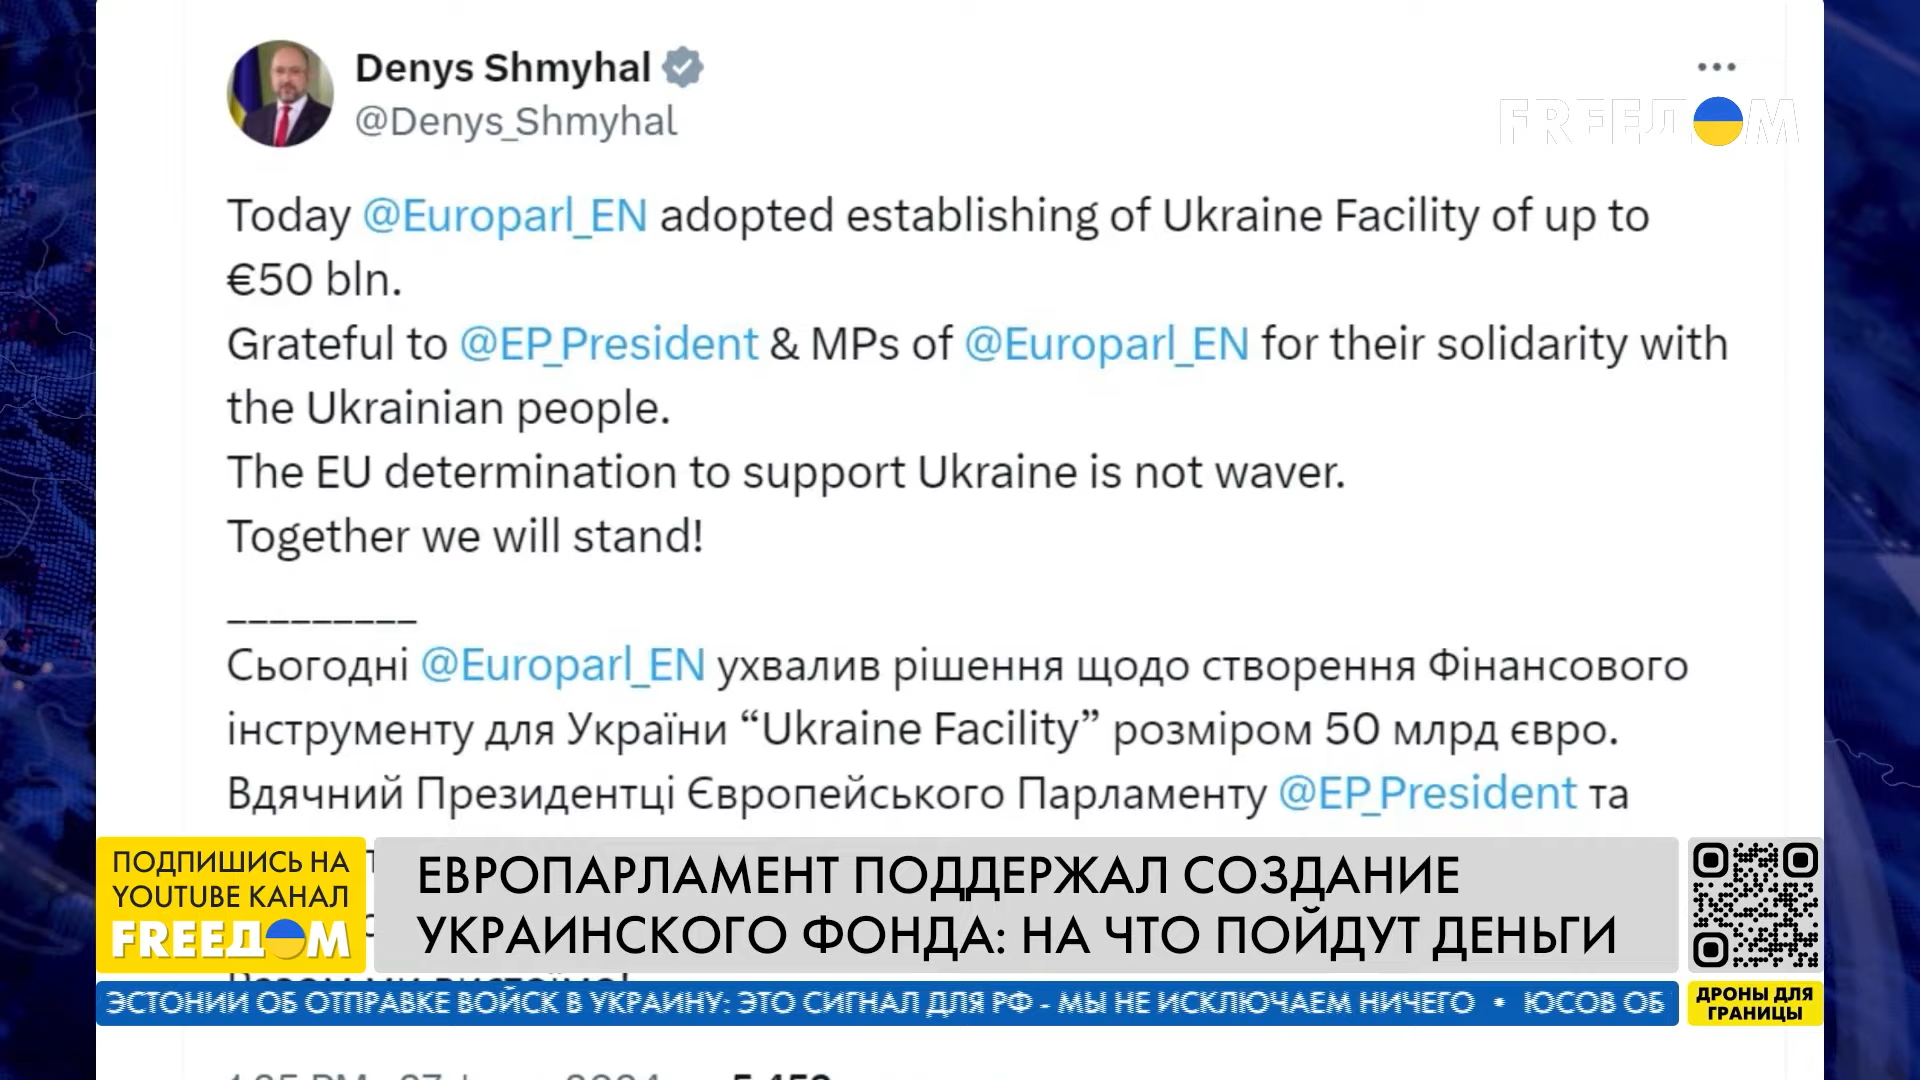 Denys Shmyhal
@Denys_Shmyhal
FREEДOM
Today @Europarl_EN adopted establishing of Ukraine Facility of up to
€50 bln.
Grateful to @EP_President & MPs of @Europarl_EN for their solidarity with
the Ukrainian people.
The EU determination to support Ukraine is not waver.
Together we will stand!
_________
Сьогодні @Europarl_EN ухвалив рішення щодо створення Фінансового
інструменту для України “Ukraine Facility” розміром 50 млрд євро.
Вдячний Президентці Європейського Парламенту @EP_President та
ПОДПИШИСЬ НА
YOUTUBE КАНАЛ
FREEДOM
ЕВРОПАРЛАМЕНТ ПОДДЕРЖАЛ СОЗДАНИЕ
УКРАИНСКОГО ФОНДА: НА ЧТО ПОЙДУТ ДЕНЬГИ
ЭСТОНИИ ОБ ОТПРАВКЕ ВОЙСК В УКРАИНУ: ЭТО СИГНАЛ ДЛЯ РФ - МЫ НЕ ИСКЛЮЧАЕМ НИЧЕГО • ЮСОВ ОБ
ДРОНЫ ДЛЯ
ГРАНИЦЫ